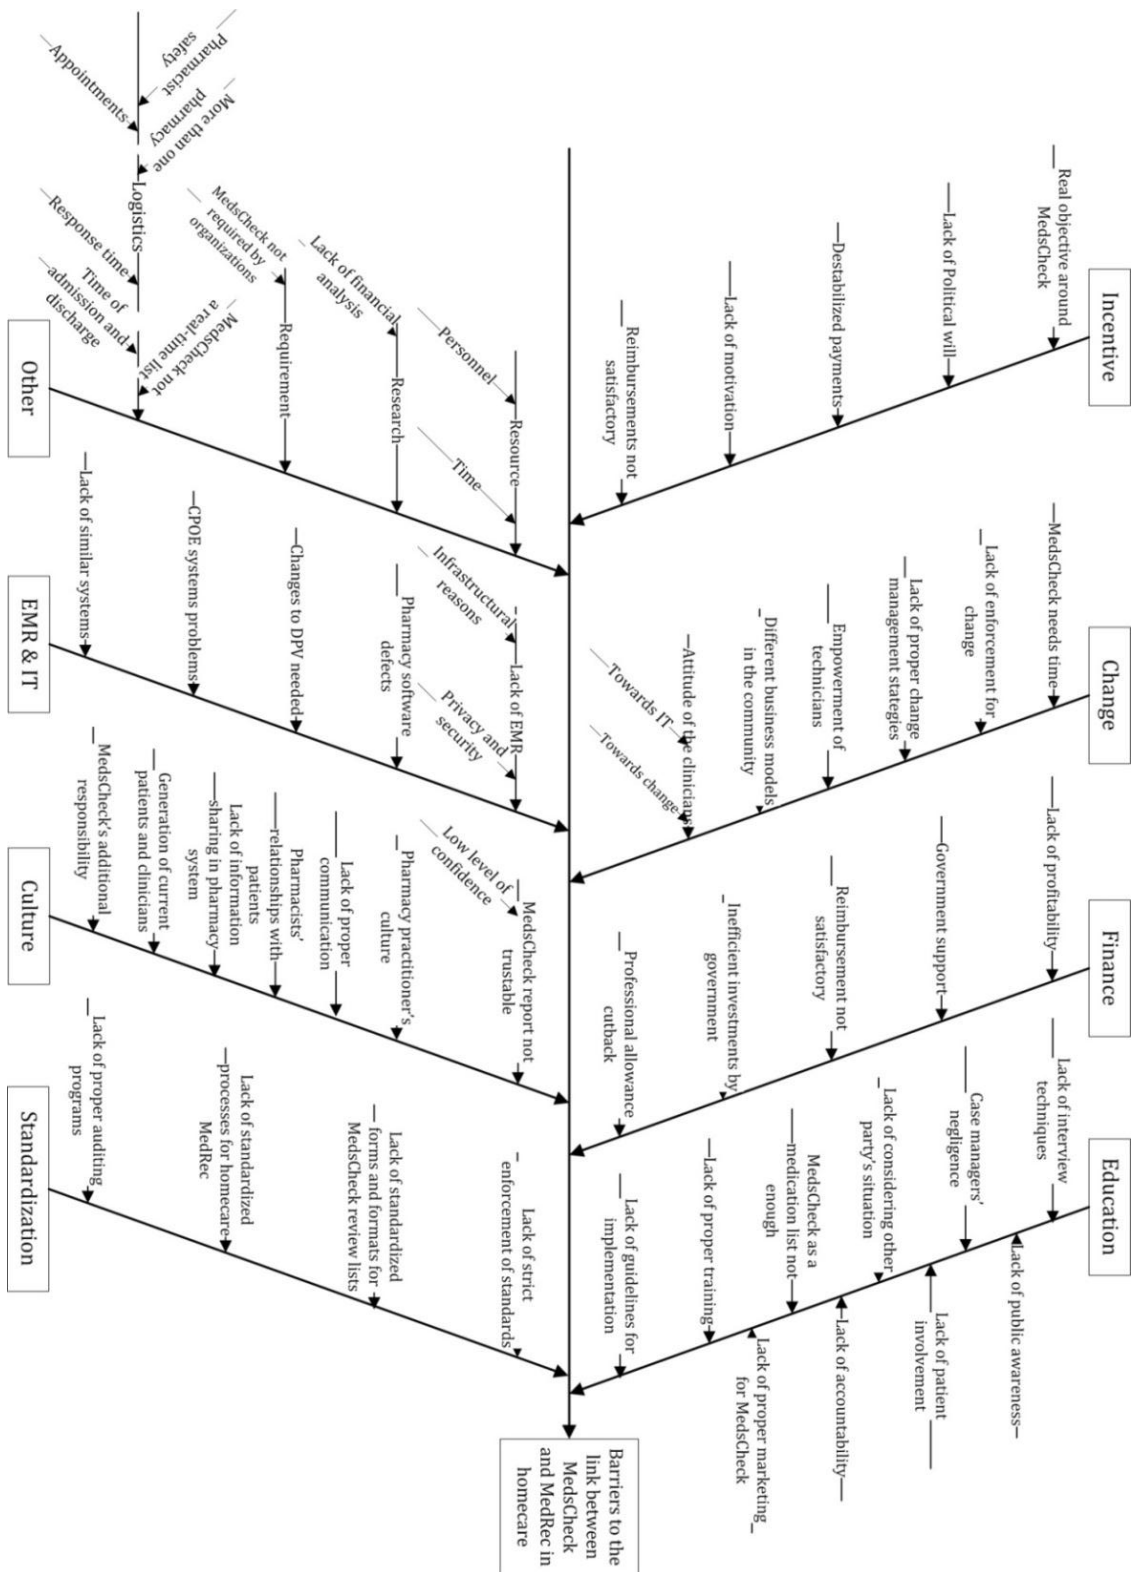 Incentive
Real objective around
MedsCheck
Lack of Political will
Destabilized payments
Lack of motivation
Reimbursements not
satisfactory
Change
MedsCheck needs time
Lack of enforcement for
change
Lack of proper change
management stategies
Empowerment of
technicians
Different business models
in the community
Attitude of the clinicians
Towards IT
Towards change
Finance
Lack of profitability
Government support
Reimbursement not
satisfactory
Inefficient investments by
government
Professional allowance
cutback
Education
Lack of interview
techniques
Lack of public awareness
Case managers'
negligence
Lack of patient
involvement
Lack of considering other
party's situation
Lack of accountability
MedsCheck as a
medication list not
enough
Lack of proper marketing
for MedsCheck
Lack of proper training
Lack of guidelines for
implementation
Barriers to the
link between
MedsCheck
and MedRec in
homecare
Resource
Personnel
Time
Research
Lack of financial
analysis
Requirement
MedsCheck not
required by
organizations
Logistics
Pharmacist
safety
More than one
pharmacy
MedsCheck not
a real-time list
Appointments
Response time
Time of
admission and
discharge
Other
Lack of EMR
Infrastructural
reasons
Privacy and
security
Pharmacy software
defects
Changes to DPV needed
CPOE systems problems
Lack of similar systems
EMR & IT
MedsCheck report not
trustable
Low level of
confidence
Pharmacy practitioner's
culture
Lack of proper
communication
Pharmacists'
relationships with
patients
Lack of information
sharing in pharmacy
system
Generation of current
patients and clinicians
MedsCheck's additional
responsibility
Culture
Lack of strict
enforcement of standards
Lack of standardized
forms and formats for
MedsCheck review lists
Lack of standardized
processes for homecare
MedRec
Lack of proper auditing
programs
Standardization